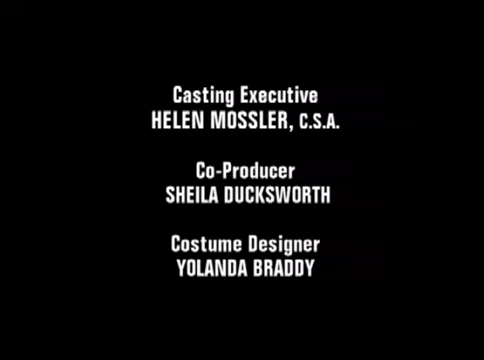 Casting Executive
HELEN MOSSLER, C.S.A.
Co-Producer
SHEILA DUCKSWORTH
Costume Designer
YOLANDA BRADDY